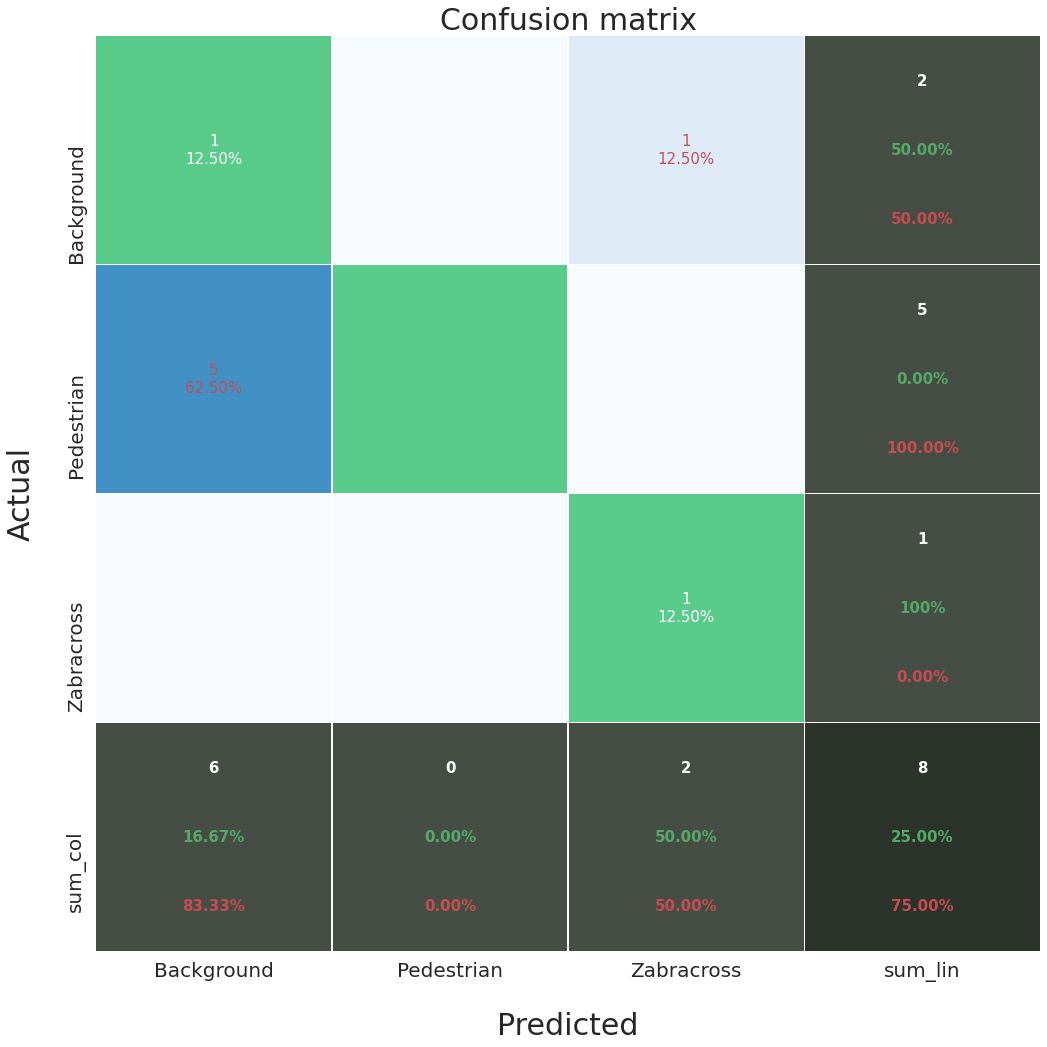 Confusion matrix
Actual
Background
1
12.50%
1
12.50%
2
50.00%
50.00%
Pedestrian
5
62.50%
5
0.00%
100.00%
Zabracross
1
12.50%
1
100%
0.00%
sum_col
6
16.67%
83.33%
0
0.00%
0.00%
2
50.00%
50.00%
8
25.00%
75.00%
Background
Pedestrian
Zabracross
sum_lin
Predicted